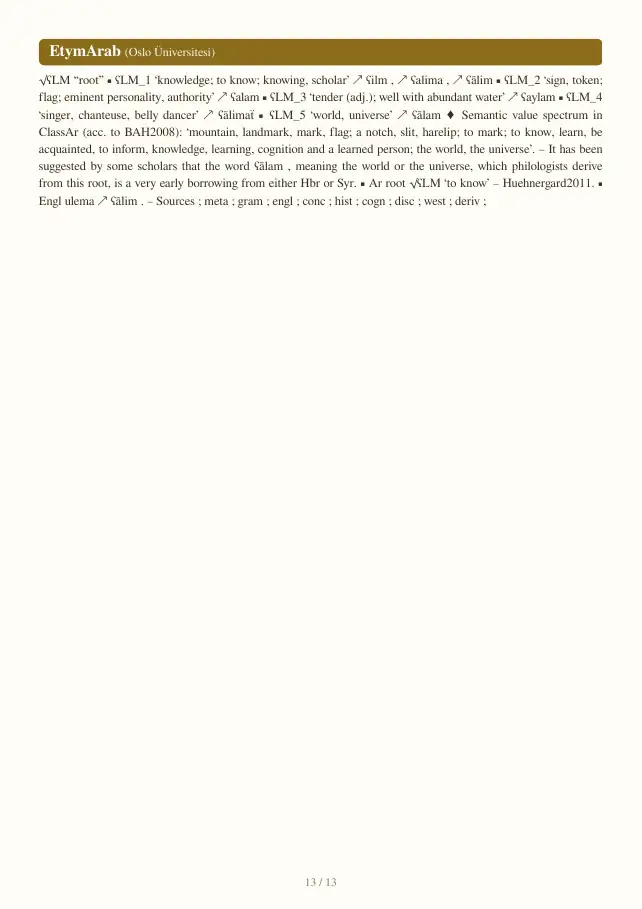 EtymArab (Oslo Üniversitesi)
√ʕLM “root” ▪ ʕLM_1 ‘knowledge; to know; knowing, scholar’ ↗ ʕilm , ↗ ʕalima , ↗ ʕālim ▪ ʕLM_2 ‘sign, token;
flag; eminent personality, authority’ ↗ ʕalam ▪ ʕLM_3 ‘tender (adj.); well with abundant water’ ↗ ʕaylam ▪ ʕLM_4
‘singer, chanteuse, belly dancer’ ↗ ʕālimaẗ ▪ ʕLM_5 ‘world, universe’ ↗ ʕālam ♦ Semantic value spectrum in
ClassAr (acc. to BAH2008): ‘mountain, landmark, mark, flag; a notch, slit, harelip; to mark; to know, learn, be
acquainted, to inform, knowledge, learning, cognition and a learned person; the world, the universe’. – It has been
suggested by some scholars that the word ʕālam , meaning the world or the universe, which philologists derive
from this root, is a very early borrowing from either Hbr or Syr. ▪ Ar root √ʕLM ‘to know’ – Huehnergard2011. ▪
Engl ulema ↗ ʕālim . – Sources ; meta ; gram ; engl ; conc ; hist ; cogn ; disc ; west ; deriv ;
13 / 13